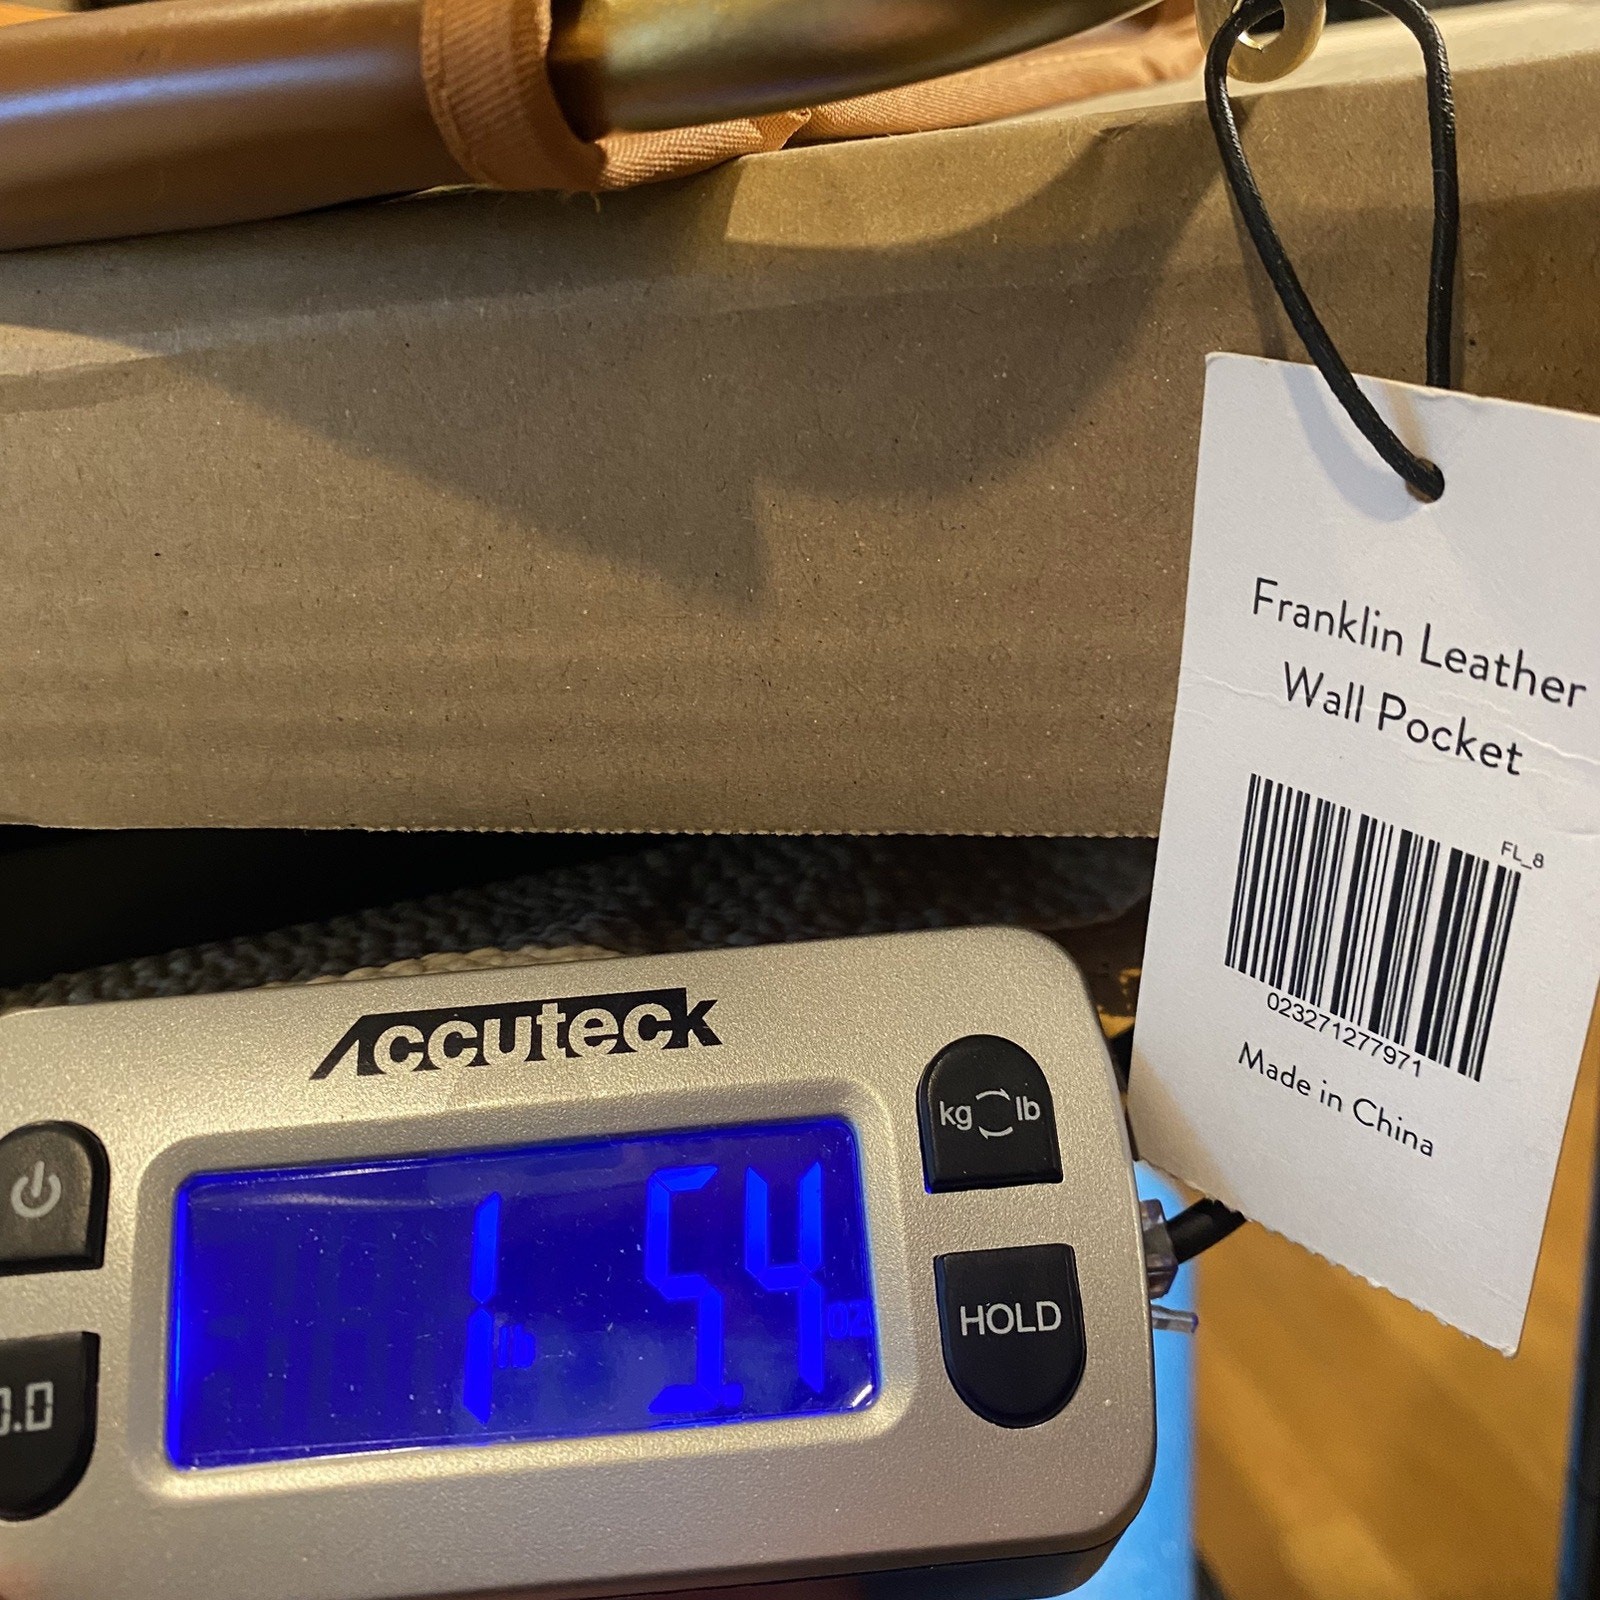 Franklin Leather
Wall Pocket
FL_8
023271277971
Made in China
Accuteck
kg lb
1 lb 5.4 oz
HOLD
0.0